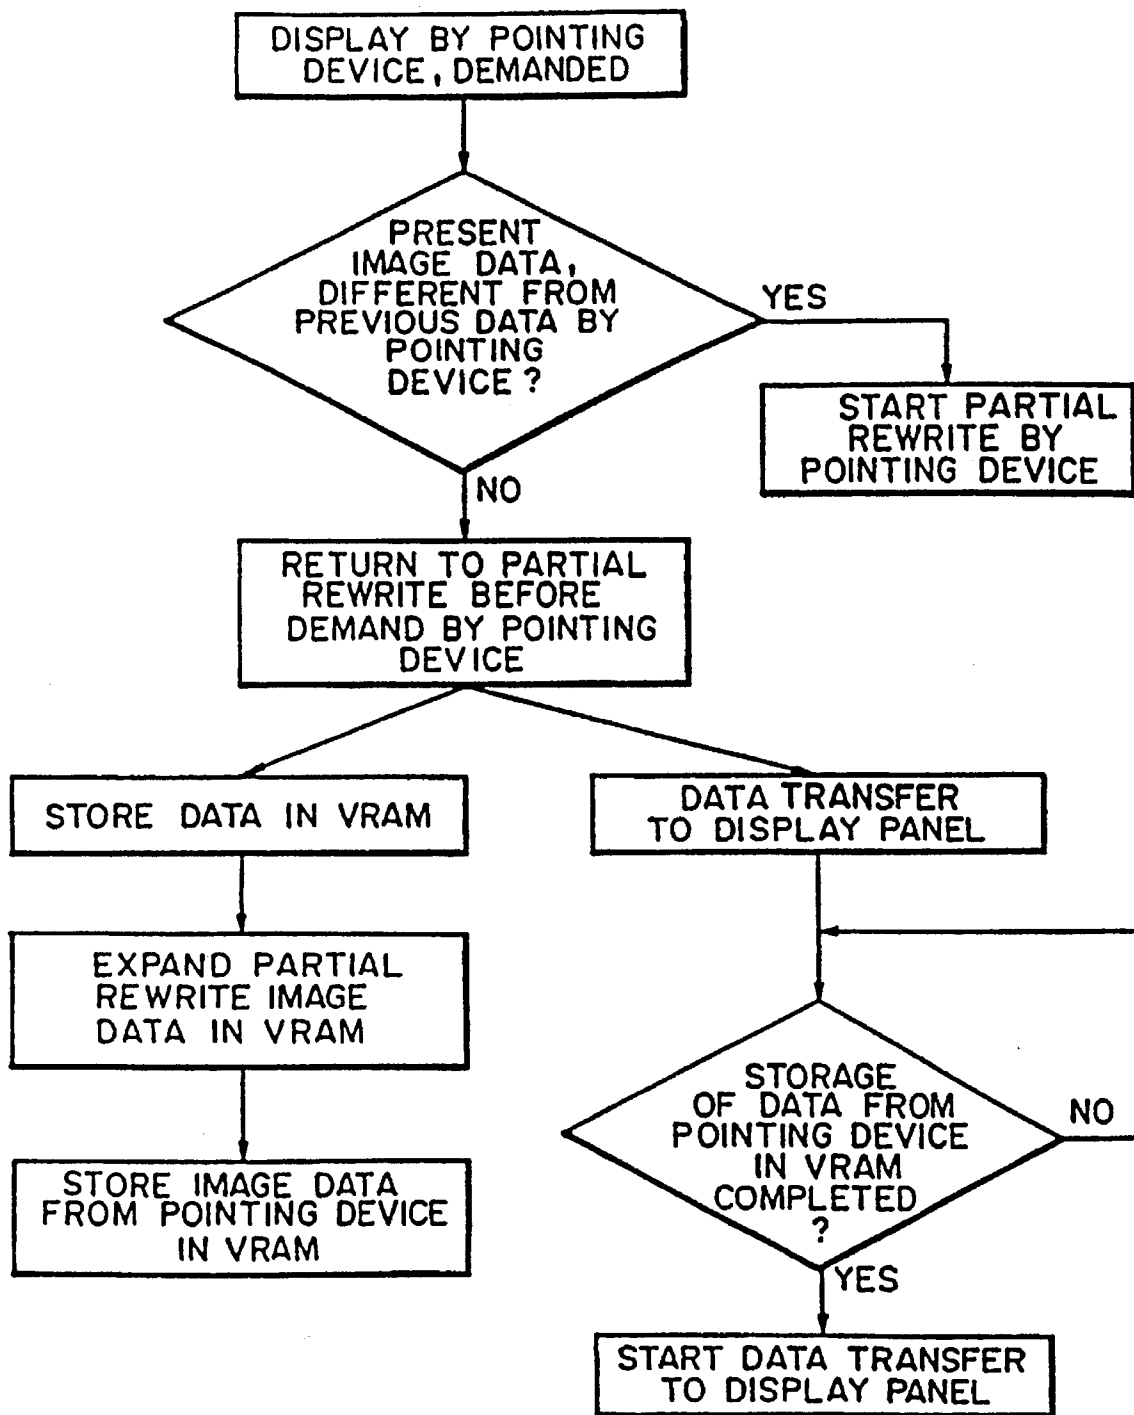 DISPLAY BY POINTING
DEVICE, DEMANDED
PRESENT
IMAGE DATA,
DIFFERENT FROM
PREVIOUS DATA BY
POINTING
DEVICE?
YES
START PARTIAL
REWRITE BY
POINTING DEVICE
NO
RETURN TO PARTIAL
REWRITE BEFORE
DEMAND BY POINTING
DEVICE
STORE DATA IN VRAM
DATA TRANSFER
TO DISPLAY PANEL
EXPAND PARTIAL
REWRITE IMAGE
DATA IN VRAM
STORAGE
OF DATA FROM
POINTING DEVICE
IN VRAM
COMPLETED
?
NO
STORE IMAGE DATA
FROM POINTING DEVICE
IN VRAM
YES
START DATA TRANSFER
TO DISPLAY PANEL